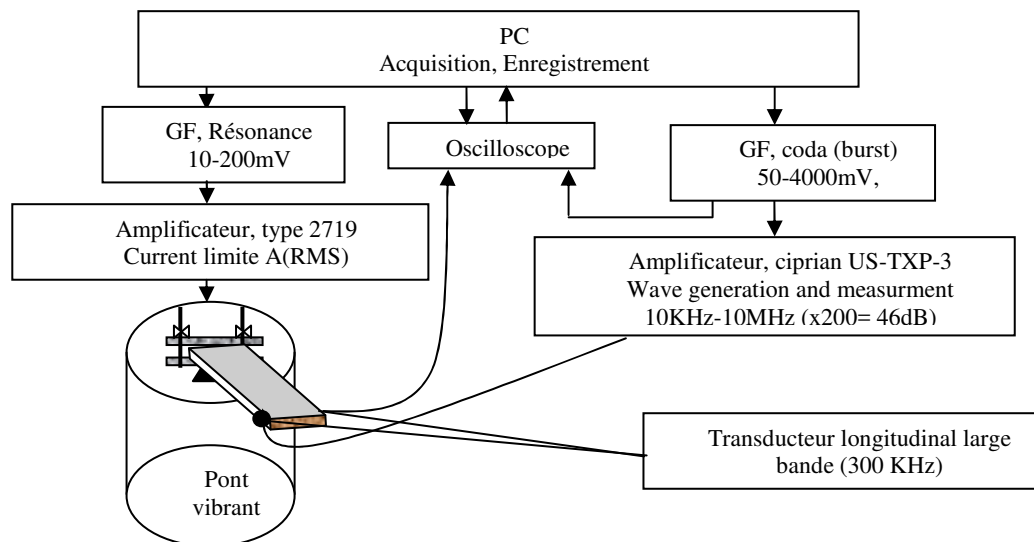 PC
Acquisition, Enregistrement
GF, Résonance
10-200mV
Oscilloscope
GF, coda (burst)
50-4000mV,
Amplificateur, type 2719
Current limite A(RMS)
Amplificateur, ciprian US-TXP-3
Wave generation and measurment
10KHz-10MHz (x200= 46dB)
Transducteur longitudinal large
bande (300 KHz)
Pont
vibrant